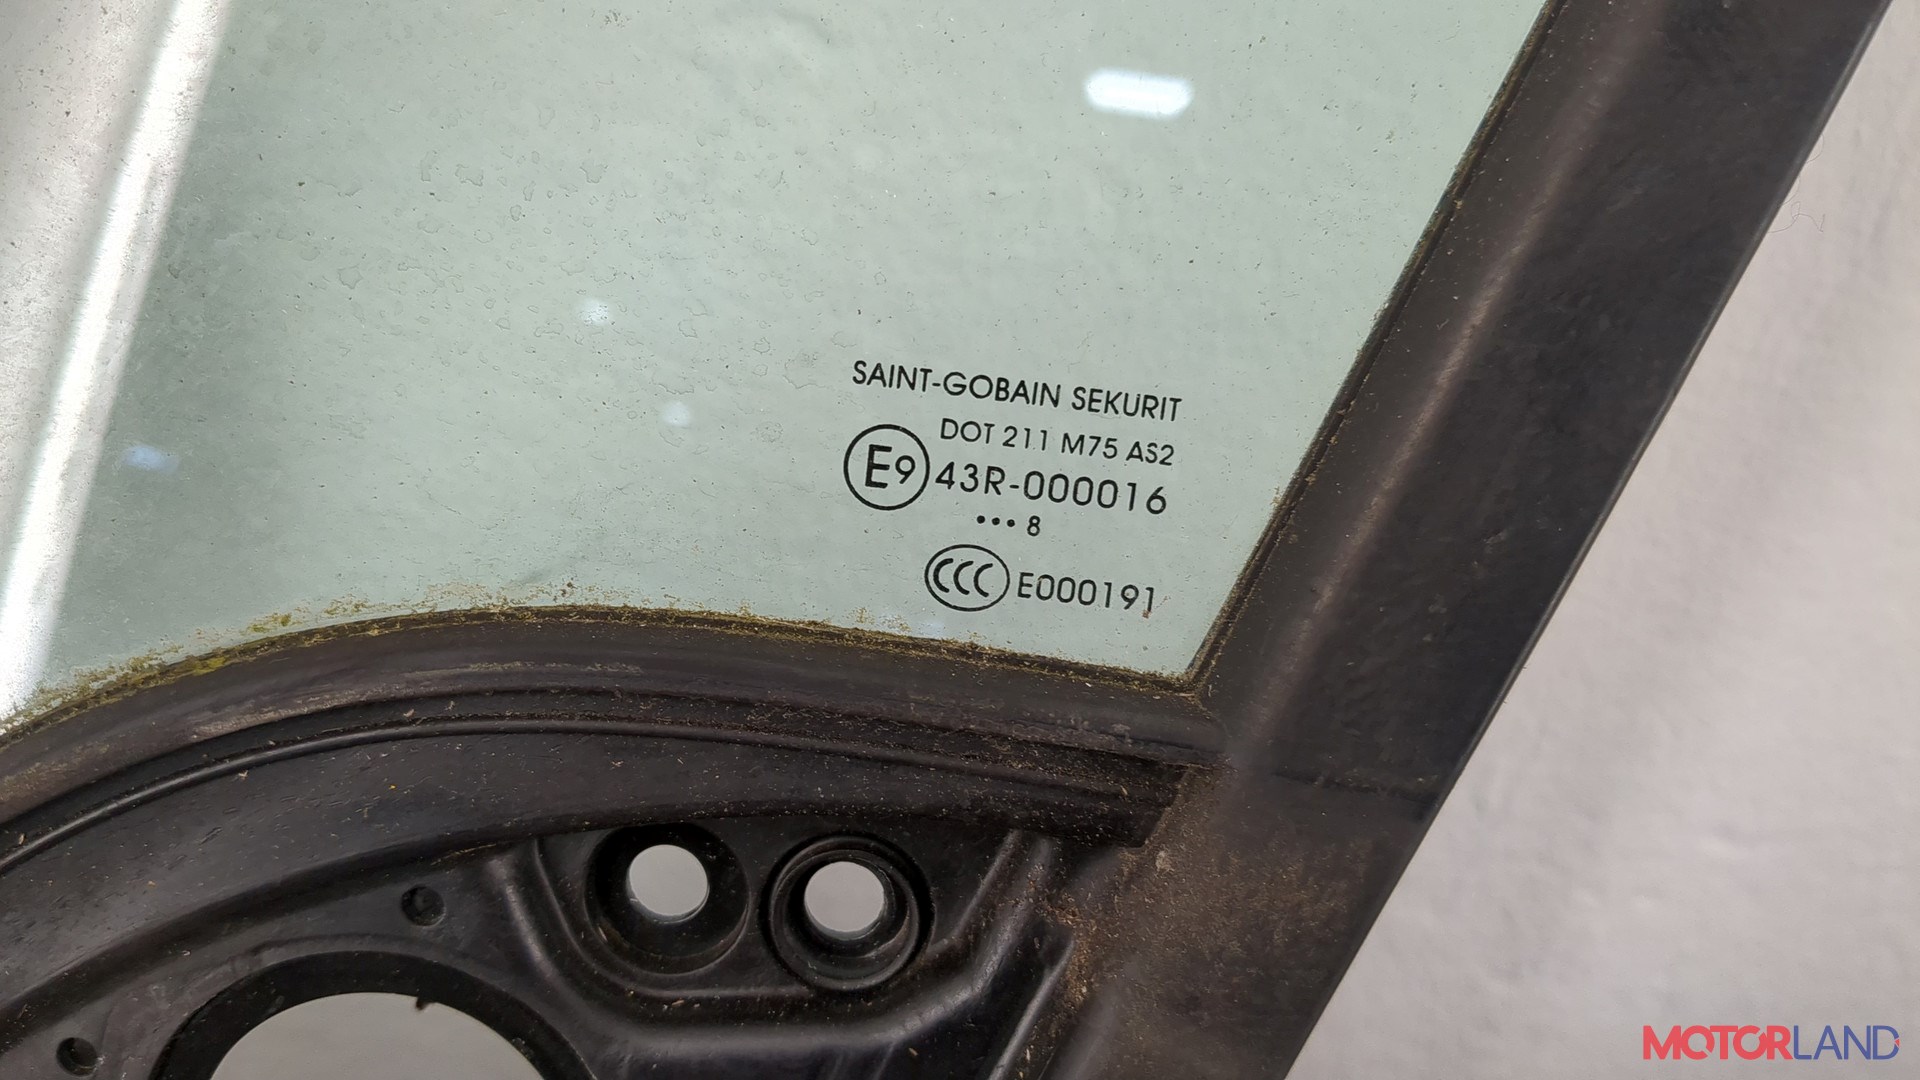 SAINT-GOBAIN SEKURIT
DOT 211 M75 AS2
E9 43R-000016
••• 8
CCC E000191
MOTORLAND